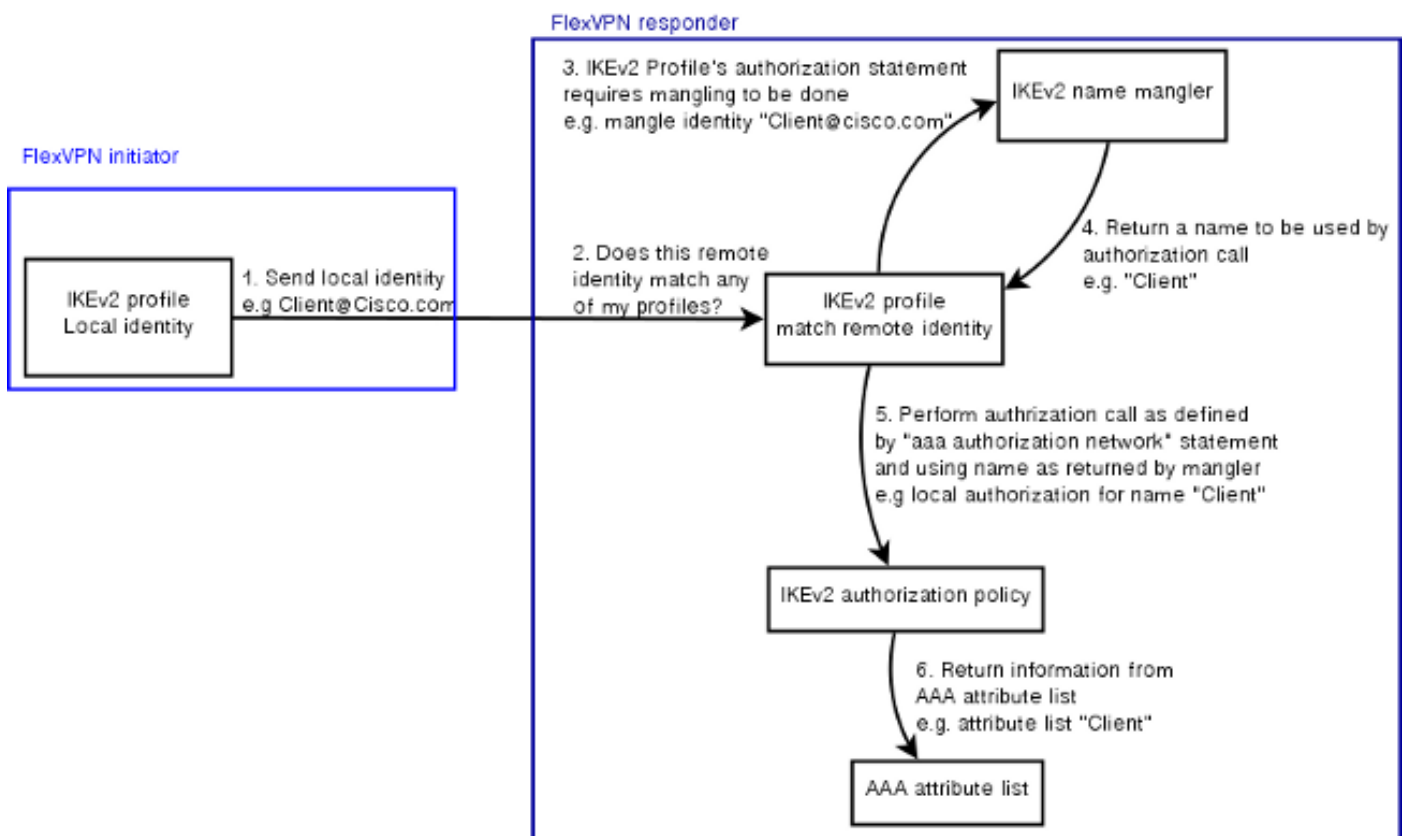 FlexVPN responder
3. IKEv2 Profile's authorization statement
requires mangling to be done
e.g. mangle identity "Client@cisco.com"
IKEv2 name mangler
FlexVPN initiator
4. Return a name to be used by
authorization call
e.g. "Client"
1. Send local identity
e.g Client@Cisco.com
2. Does this remote
identity match any
of my profiles?
IKEv2 profile
Local identity
IKEv2 profile
match remote identity
5. Perform authrization call as defined
by "aaa authorization network" statement
and using name as returned by mangler
e.g local authorization for name "Client"
IKEv2 authorization policy
6. Return information from
AAA attribute list
e.g. attribute list "Client"
AAA attribute list